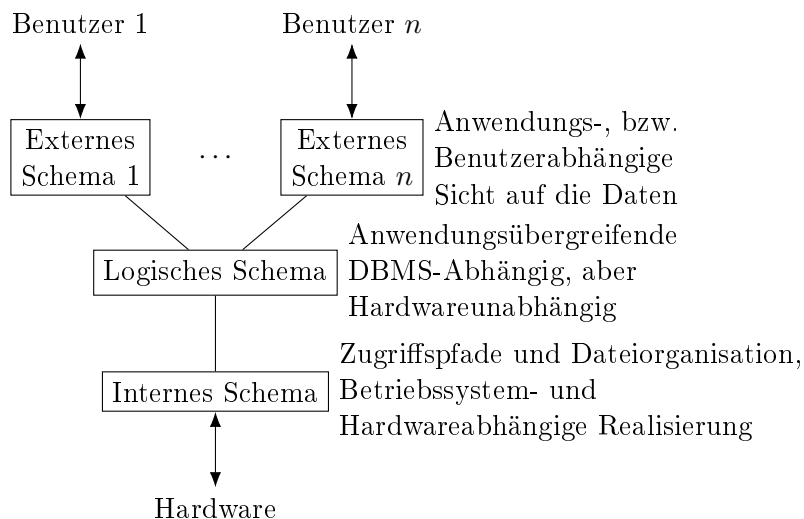 Benutzer 1
Benutzer n
Externes
Schema 1
...
Externes
Schema n
Anwendungs-, bzw.
Benutzerabhängige
Sicht auf die Daten
Logisches Schema
Anwendungsübergreifende
DBMS-Abhängig, aber
Hardwareunabhängig
Internes Schema
Zugriffspfade und Dateiorganisation,
Betriebssystem- und
Hardwareabhängige Realisierung
Hardware